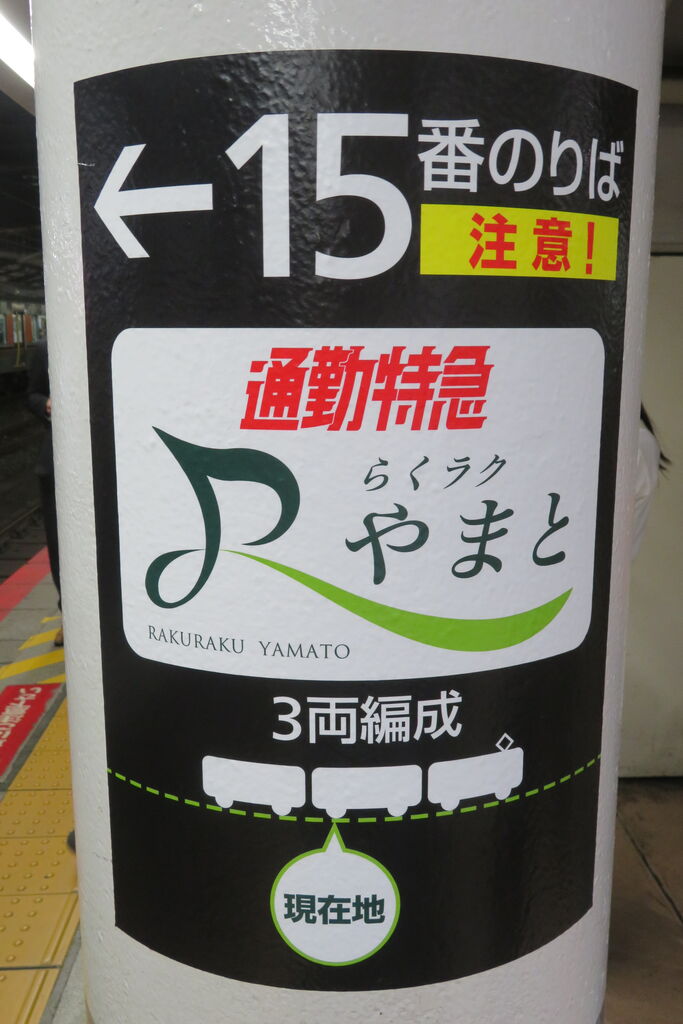 ←15番のりば
注意！
通勤特急
らくラク
やまと
RAKURAKU YAMATO
3両編成
現在地